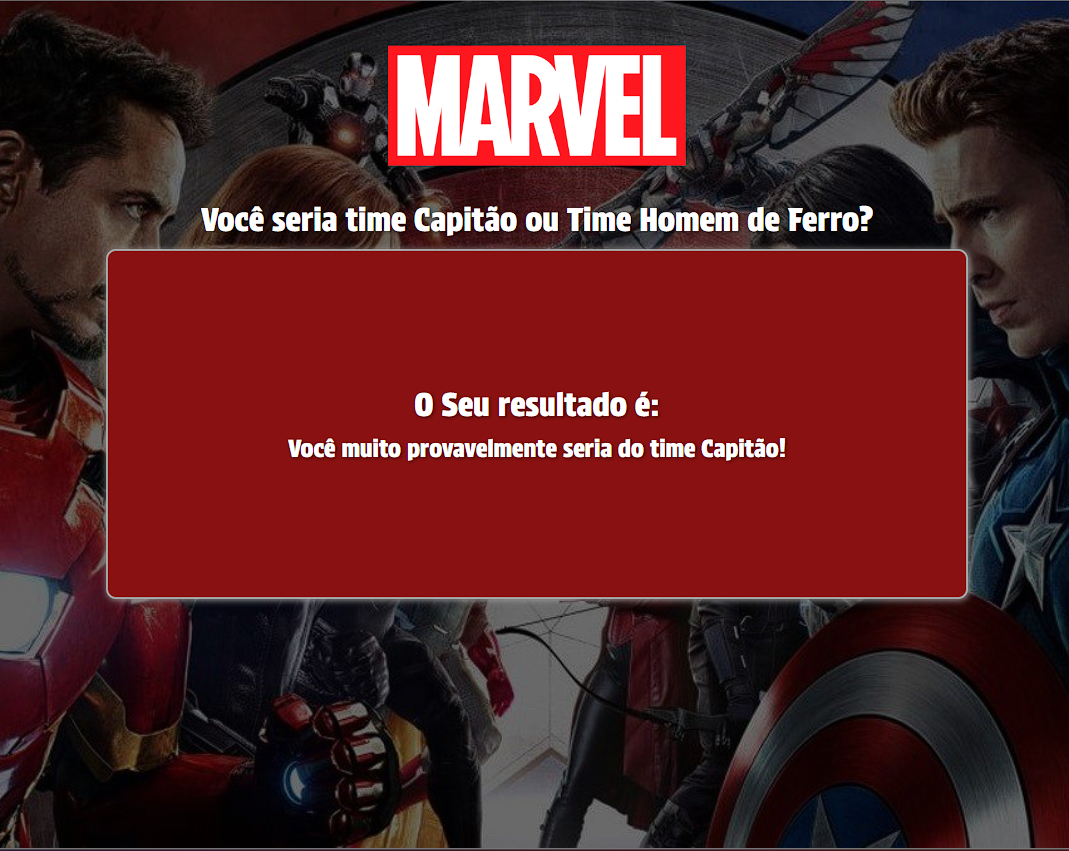 MARVEL
Você seria time Capitão ou Time Homem de Ferro?
O Seu resultado é:
Você muito provavelmente seria do time Capitão!